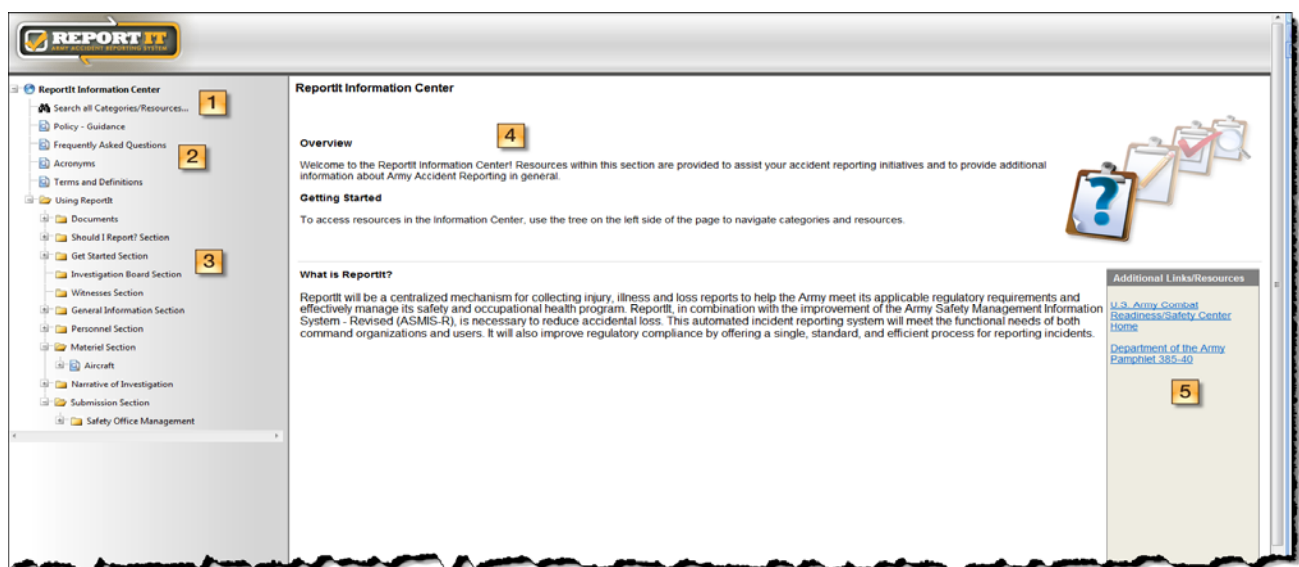 REPORT IT
ARMY ACCIDENT REPORTING SYSTEM
ReportIt Information Center
Search all Categories/Resources...
1
Policy - Guidance
Frequently Asked Questions
2
Acronyms
Terms and Definitions
Using ReportIt
Documents
Should I Report? Section
Get Started Section
3
Investigation Board Section
Witnesses Section
General Information Section
Personnel Section
Materiel Section
Aircraft
Narrative of Investigation
Submission Section
Safety Office Management
ReportIt Information Center
4
Overview
Welcome to the ReportIt Information Center! Resources within this section are provided to assist your accident reporting initiatives and to provide additional
information about Army Accident Reporting in general.
Getting Started
To access resources in the Information Center, use the tree on the left side of the page to navigate categories and resources.
?
What is ReportIt?
ReportIt will be a centralized mechanism for collecting injury, illness and loss reports to help the Army meet its applicable regulatory requirements and
effectively manage its safety and occupational health program. ReportIt, in combination with the improvement of the Army Safety Management Information
System - Revised (ASMIS-R), is necessary to reduce accidental loss. This automated incident reporting system will meet the functional needs of both
command organizations and users. It will also improve regulatory compliance by offering a single, standard, and efficient process for reporting incidents.
Additional Links/Resources
U.S. Army Combat
Readiness/Safety Center
Home
Department of the Army
Pamphlet 385-40
5